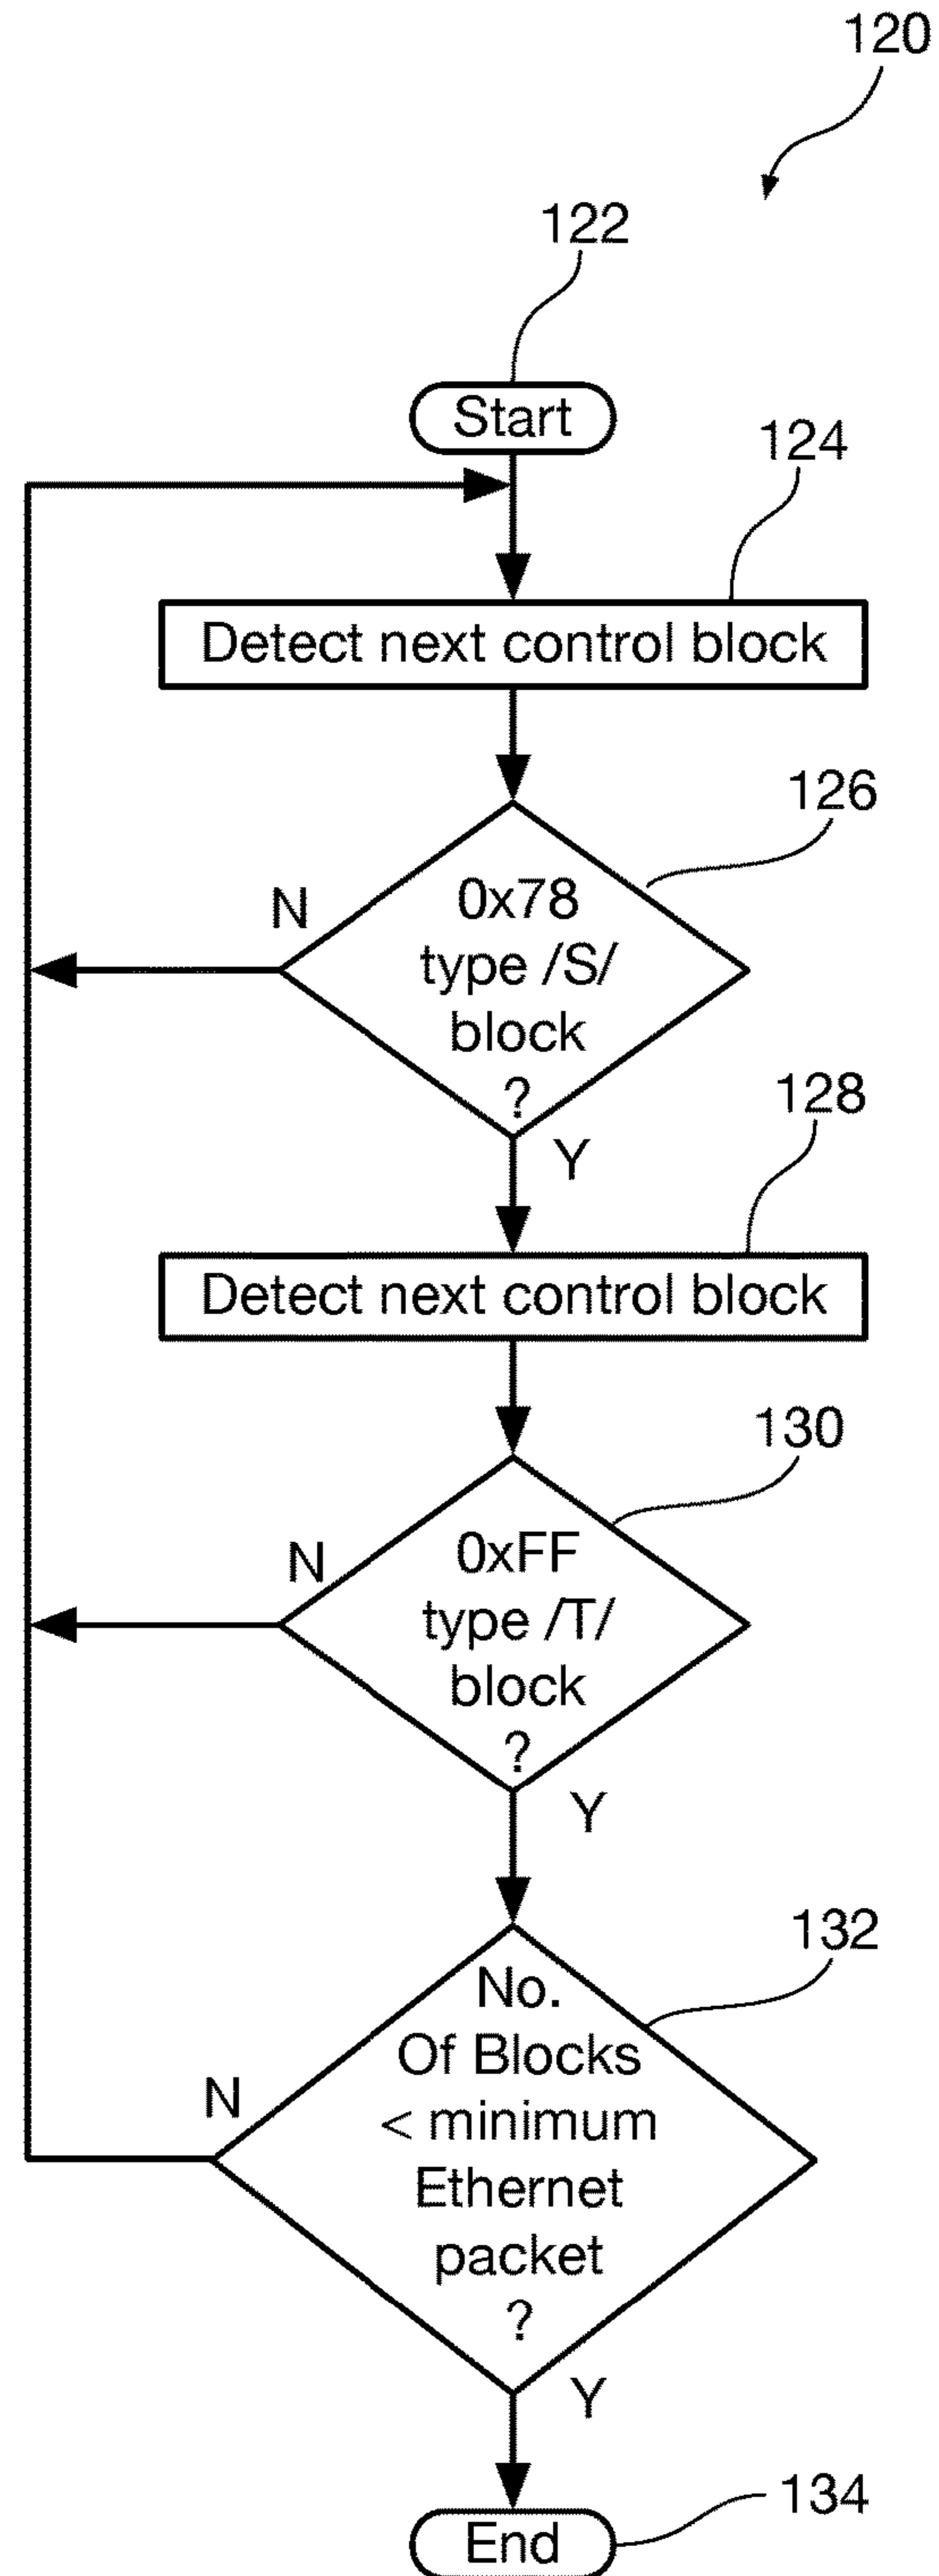 120
122
Start
124
Detect next control block
126
N
0x78
type /S/
block
?
Y
128
Detect next control block
130
N
0xFF
type /T/
block
?
Y
132
N
No.
Of Blocks
< minimum
Ethernet
packet
?
Y
134
End